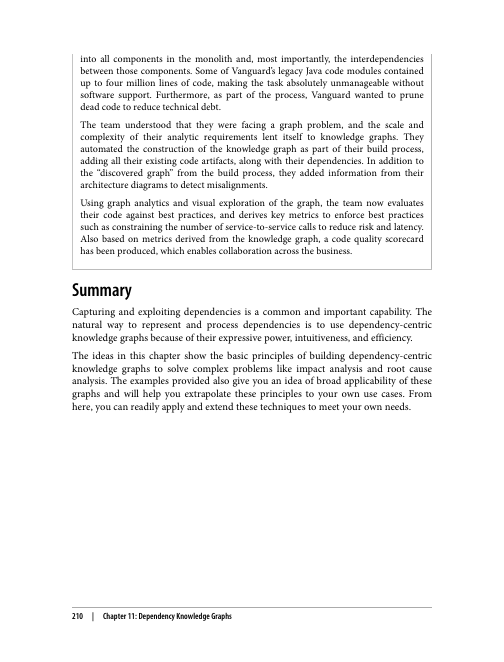 into all components in the monolith and, most importantly, the interdependencies
between those components. Some of Vanguard’s legacy Java code modules contained
up to four million lines of code, making the task absolutely unmanageable without
software support. Furthermore, as part of the process, Vanguard wanted to prune
dead code to reduce technical debt.
The team understood that they were facing a graph problem, and the scale and
complexity of their analytic requirements lent itself to knowledge graphs. They
automated the construction of the knowledge graph as part of their build process,
adding all their existing code artifacts, along with their dependencies. In addition to
the “discovered graph” from the build process, they added information from their
architecture diagrams to detect misalignments.
Using graph analytics and visual exploration of the graph, the team now evaluates
their code against best practices, and derives key metrics to enforce best practices
such as constraining the number of service-to-service calls to reduce risk and latency.
Also based on metrics derived from the knowledge graph, a code quality scorecard
has been produced, which enables collaboration across the business.
Summary
Capturing and exploiting dependencies is a common and important capability. The
natural way to represent and process dependencies is to use dependency-centric
knowledge graphs because of their expressive power, intuitiveness, and efficiency.
The ideas in this chapter show the basic principles of building dependency-centric
knowledge graphs to solve complex problems like impact analysis and root cause
analysis. The examples provided also give you an idea of broad applicability of these
graphs and will help you extrapolate these principles to your own use cases. From
here, you can readily apply and extend these techniques to meet your own needs.
210 | Chapter 11: Dependency Knowledge Graphs